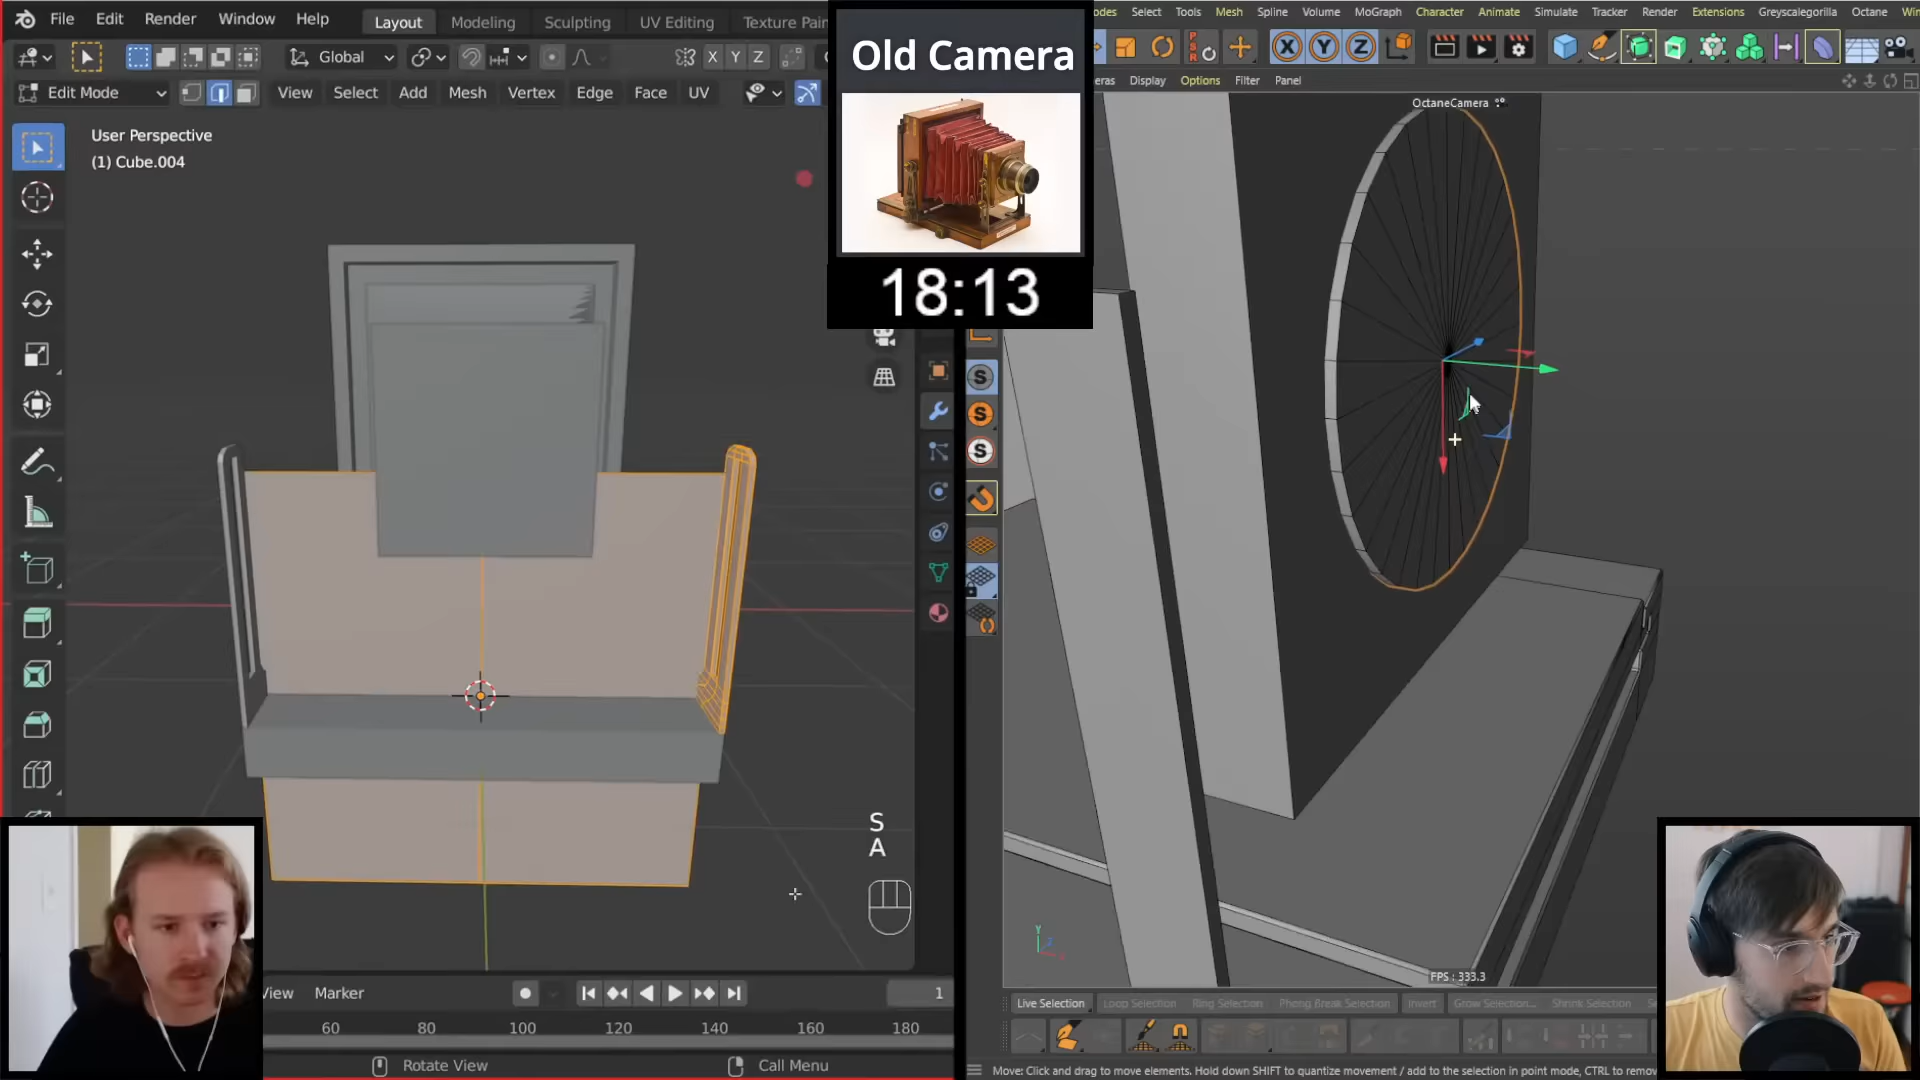 File Edit Render Window Help
Layout Modeling Sculpting UV Editing Texture Pain
Global
X Y Z
Edit Mode
View Select Add Mesh Vertex Edge Face UV
User Perspective
(1) Cube.004
S
A
View Marker
1
60 80 100 120 140 160 180
Rotate View
Call Menu
Old Camera
18:13
odes Select Tools Mesh Spline Volume MoGraph Character Animate Simulate Tracker Render Extensions Greyscalegorilla Octane Win
P
S
R
X Y Z
eras Display Options Filter Panel
OctaneCamera
S
S
S
Y
Z
X
FPS : 333.3
Live Selection Loop Selection Ring Selection Phong Break Selection Invert Grow Selection... Shrink Selection Se
Move: Click and drag to move elements. Hold down SHIFT to quantize movement / add to the selection in point mode, CTRL to remov